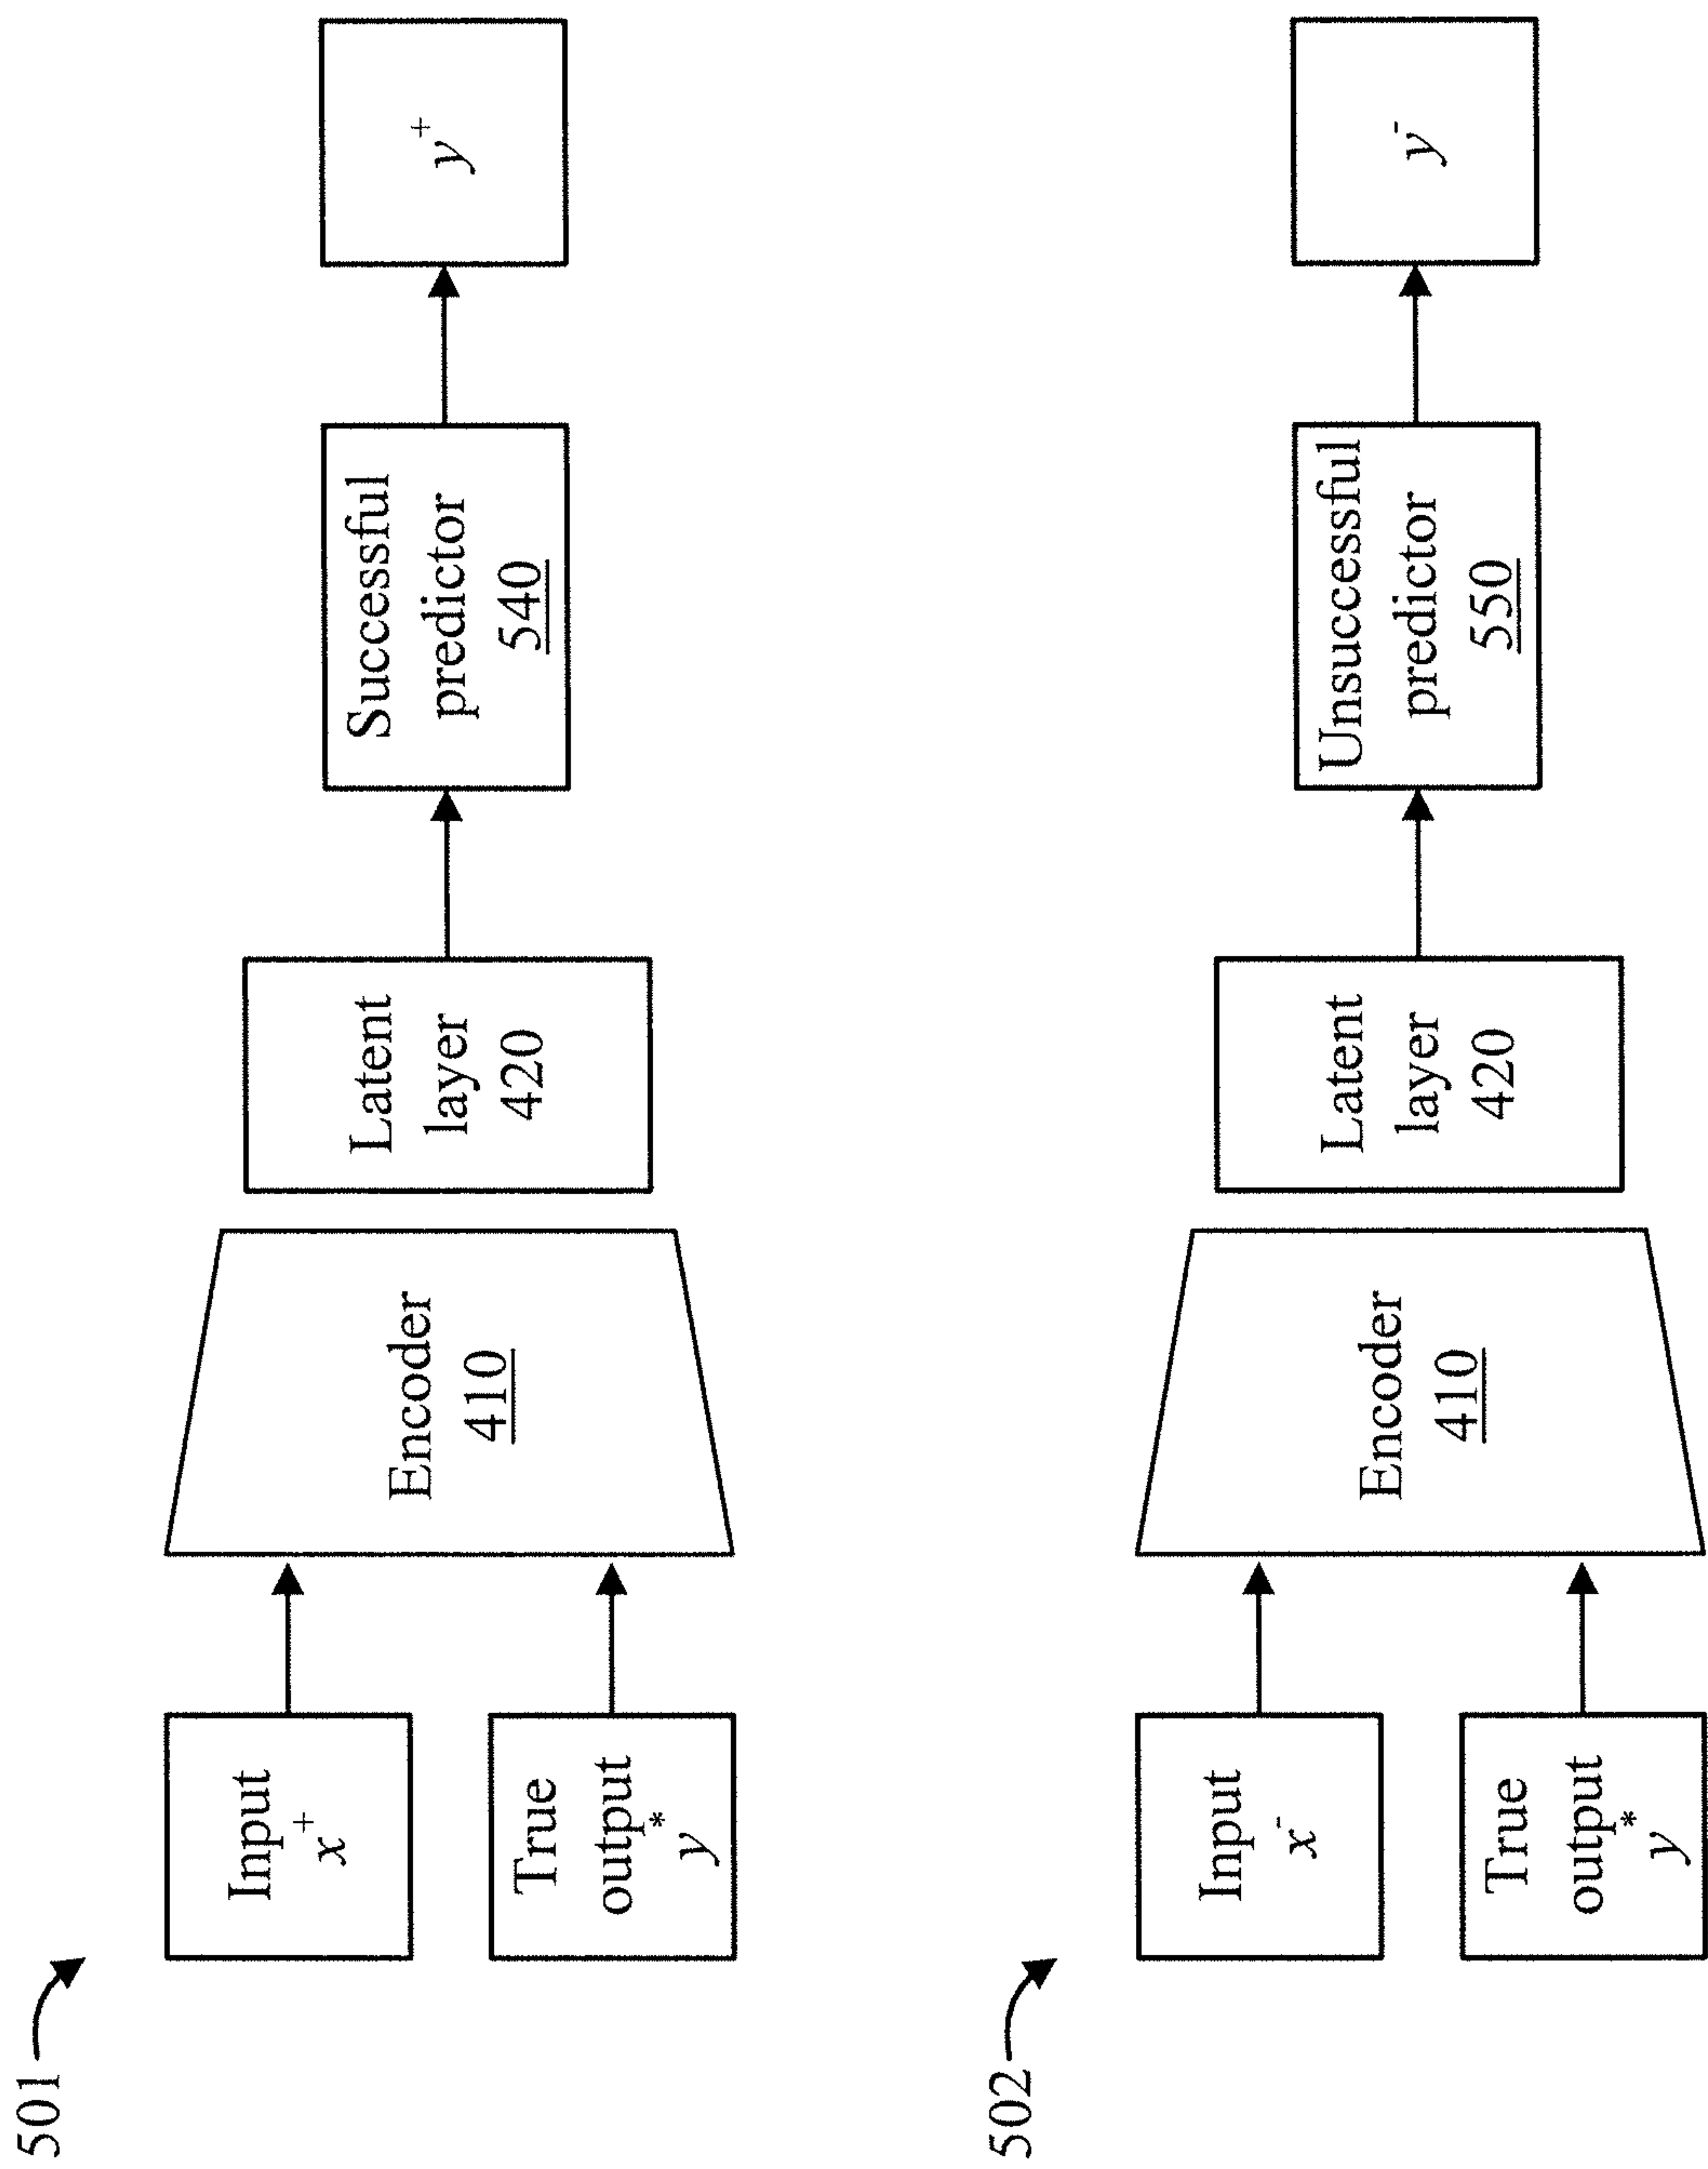 501
Input
x+
True
output
y*
Encoder
410
Latent
layer
420
Successful
predictor
540
y+
502
Input
x-
True
output
y*
Encoder
410
Latent
layer
420
Unsuccessful
predictor
550
y-